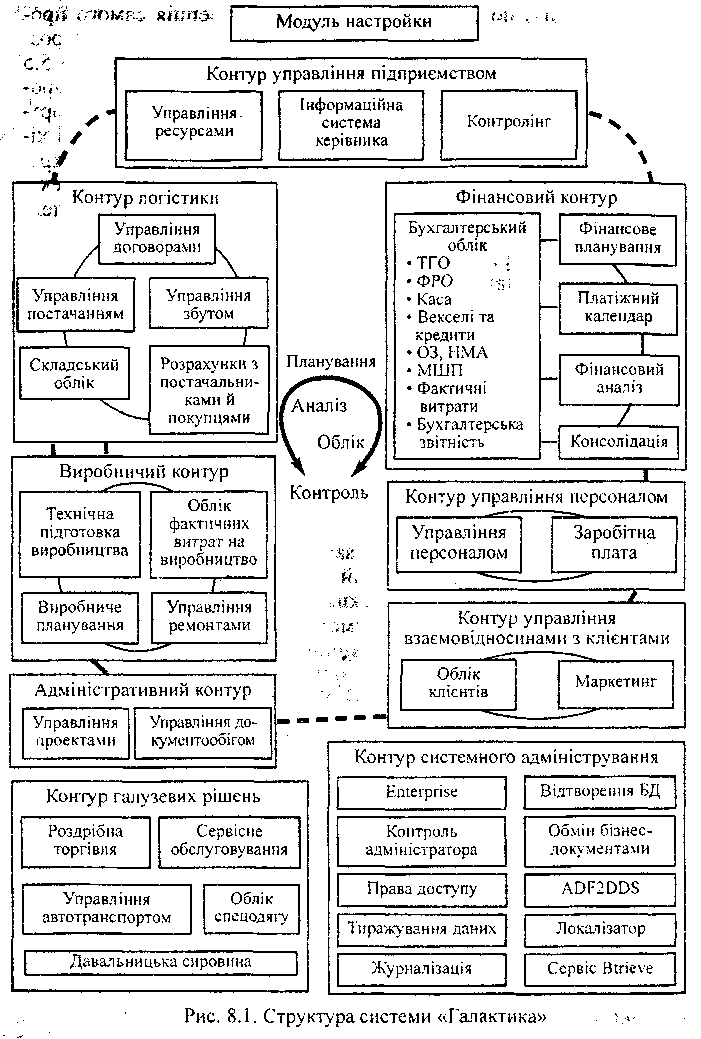 Модуль настройки
Контур управління підприємством
Управління
ресурсами
Інформаційна
система
керівника
Контролінг
Контур логістики
Управління
договорами
Управління
постачанням
Управління
збутом
Складський
облік
Розрахунки з
постачальни-
ками й
покупцями
Фінансовий контур
Бухгалтерський
облік
• ТГО
• ФРО
• Каса
• Векселі та
кредити
• ОЗ, НМА
• МШП
• Фактичні
витрати
• Бухгалтерська
звітність
Фінансове
планування
Платіжний
календар
Фінансовий
аналіз
Консолідація
Планування
Аналіз
Облік
Контроль
Виробничий контур
Технічна
підготовка
виробництва
Облік
фактичних
витрат на
виробництво
Виробниче
планування
Управління
ремонтами
Контур управління персоналом
Управління
персоналом
Заробітна
плата
Контур управління
взаємовідносинами з клієнтами
Облік
клієнтів
Маркетинг
Адміністративний контур
Управління
проектами
Управління до-
кументообігом
Контур галузевих рішень
Роздрібна
торгівля
Сервісне
обслуговування
Управління
автотранспортом
Облік
спецодягу
Давальницька сировина
Контур системного адміністрування
Enterprise
Відтворення БД
Контроль
адміністратора
Обмін бізнес-
документами
Права доступу
ADF2DDS
Тиражування даних
Локалізатор
Журналізація
Сервіс Btrieve
Рис. 8.1. Структура системи «Галактика»